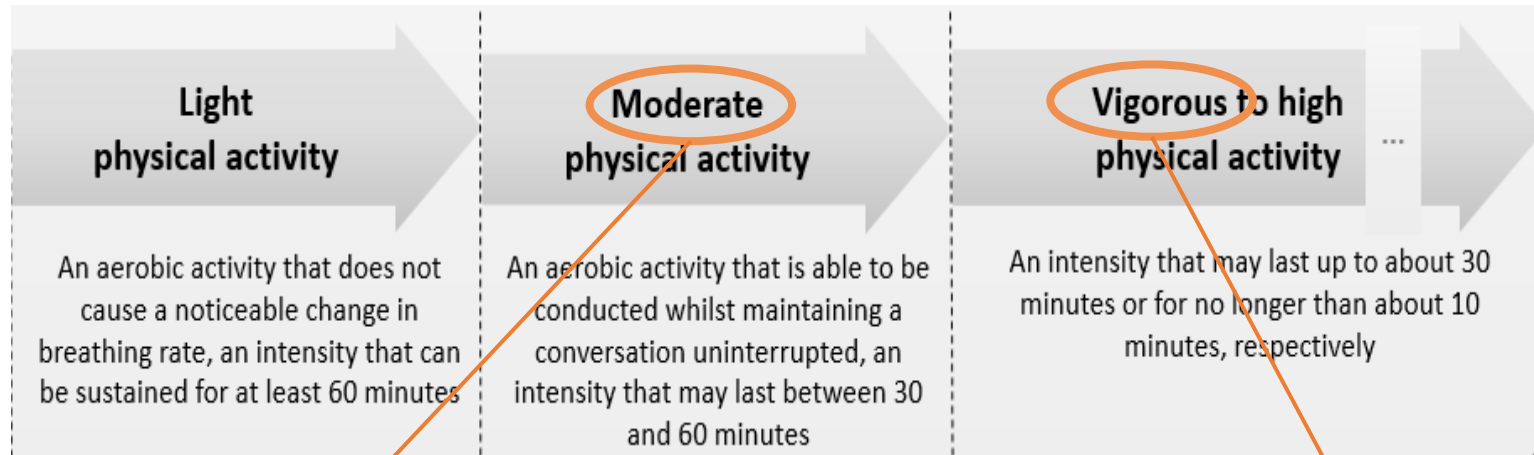 Light
physical activity
An aerobic activity that does not
cause a noticeable change in
breathing rate, an intensity that can
be sustained for at least 60 minutes
Moderate
physical activity
An aerobic activity that is able to be
conducted whilst maintaining a
conversation uninterrupted, an
intensity that may last between 30
and 60 minutes
Vigorous to high
physical activity
...
An intensity that may last up to about 30
minutes or for no longer than about 10
minutes, respectively